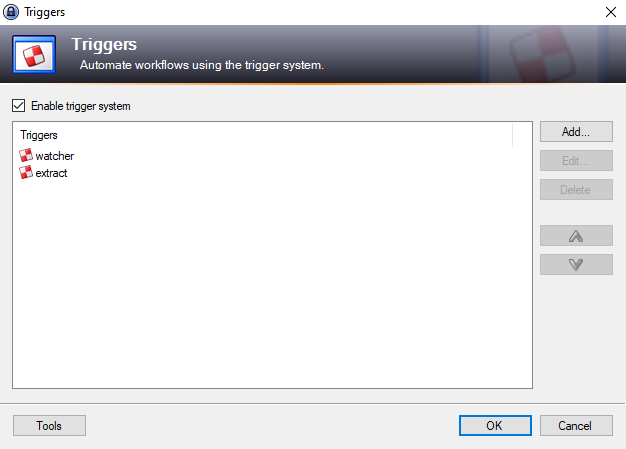 Triggers
Triggers
Automate workflows using the trigger system.
Enable trigger system
Triggers
watcher
extract
Add...
Edit...
Delete
Tools
OK
Cancel